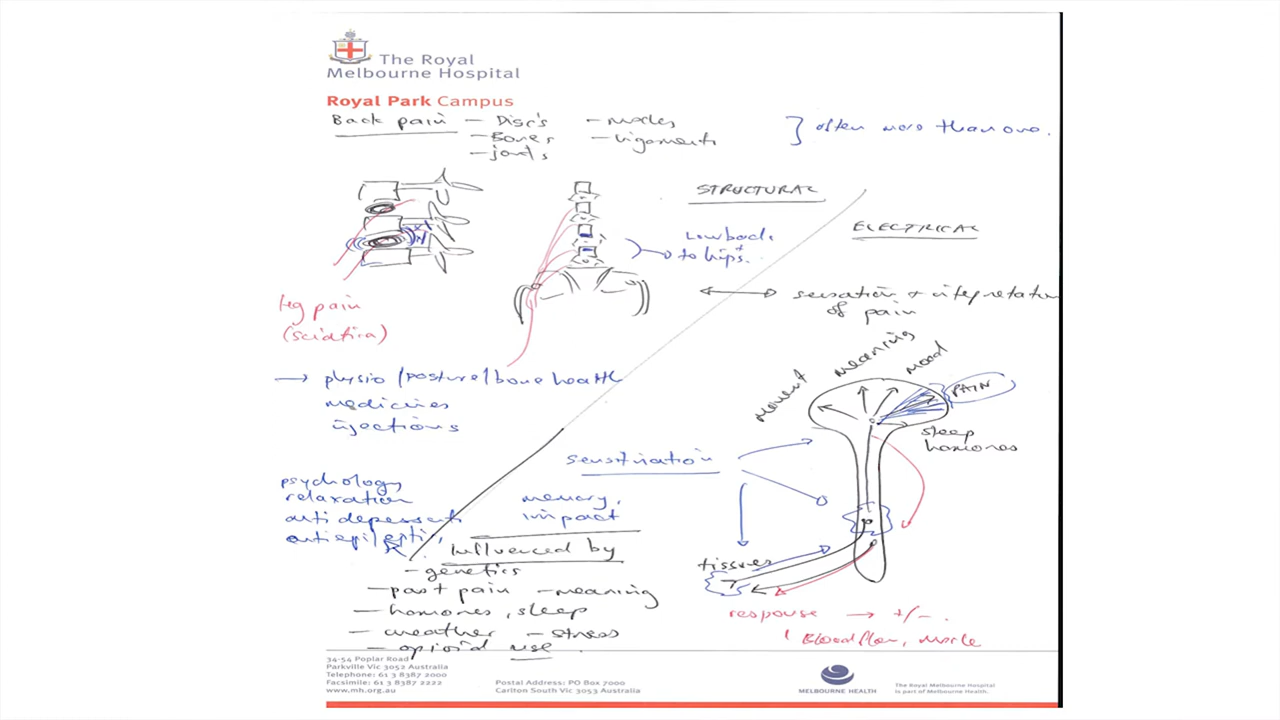 The Royal
Melbourne Hospital
Royal Park Campus
Back pain - Disc's - muscles } often more than one.
- Bones - ligaments
- joints
STRUCTURAL
ELECTRICAL
Low back
to hips.
sensation + intepretation
of pain
leg pain
(sciatica)
meaning
mood
moment
PAIN
sleep
hormones
→ physio /posture/bone health
medicines
injections
sensitisation
psychology
relaxation
anti depessant
antiepileptic,
memory,
impact
Influenced by
- genetics
- past pain - meaning
- hormones, sleep
- weather - stress
- opioid use.
tissues
response → +/-.
Bloodflow, muscle
34-54 Poplar Road
Parkville Vic 3052 Australia
Telephone: 61 3 8387 2000
Facsimile: 61 3 8387 2222
www.mh.org.au
Postal Address: PO Box 7000
Carlton South Vic 3053 Australia
MELBOURNE HEALTH
The Royal Melbourne Hospital
is part of Melbourne Health.